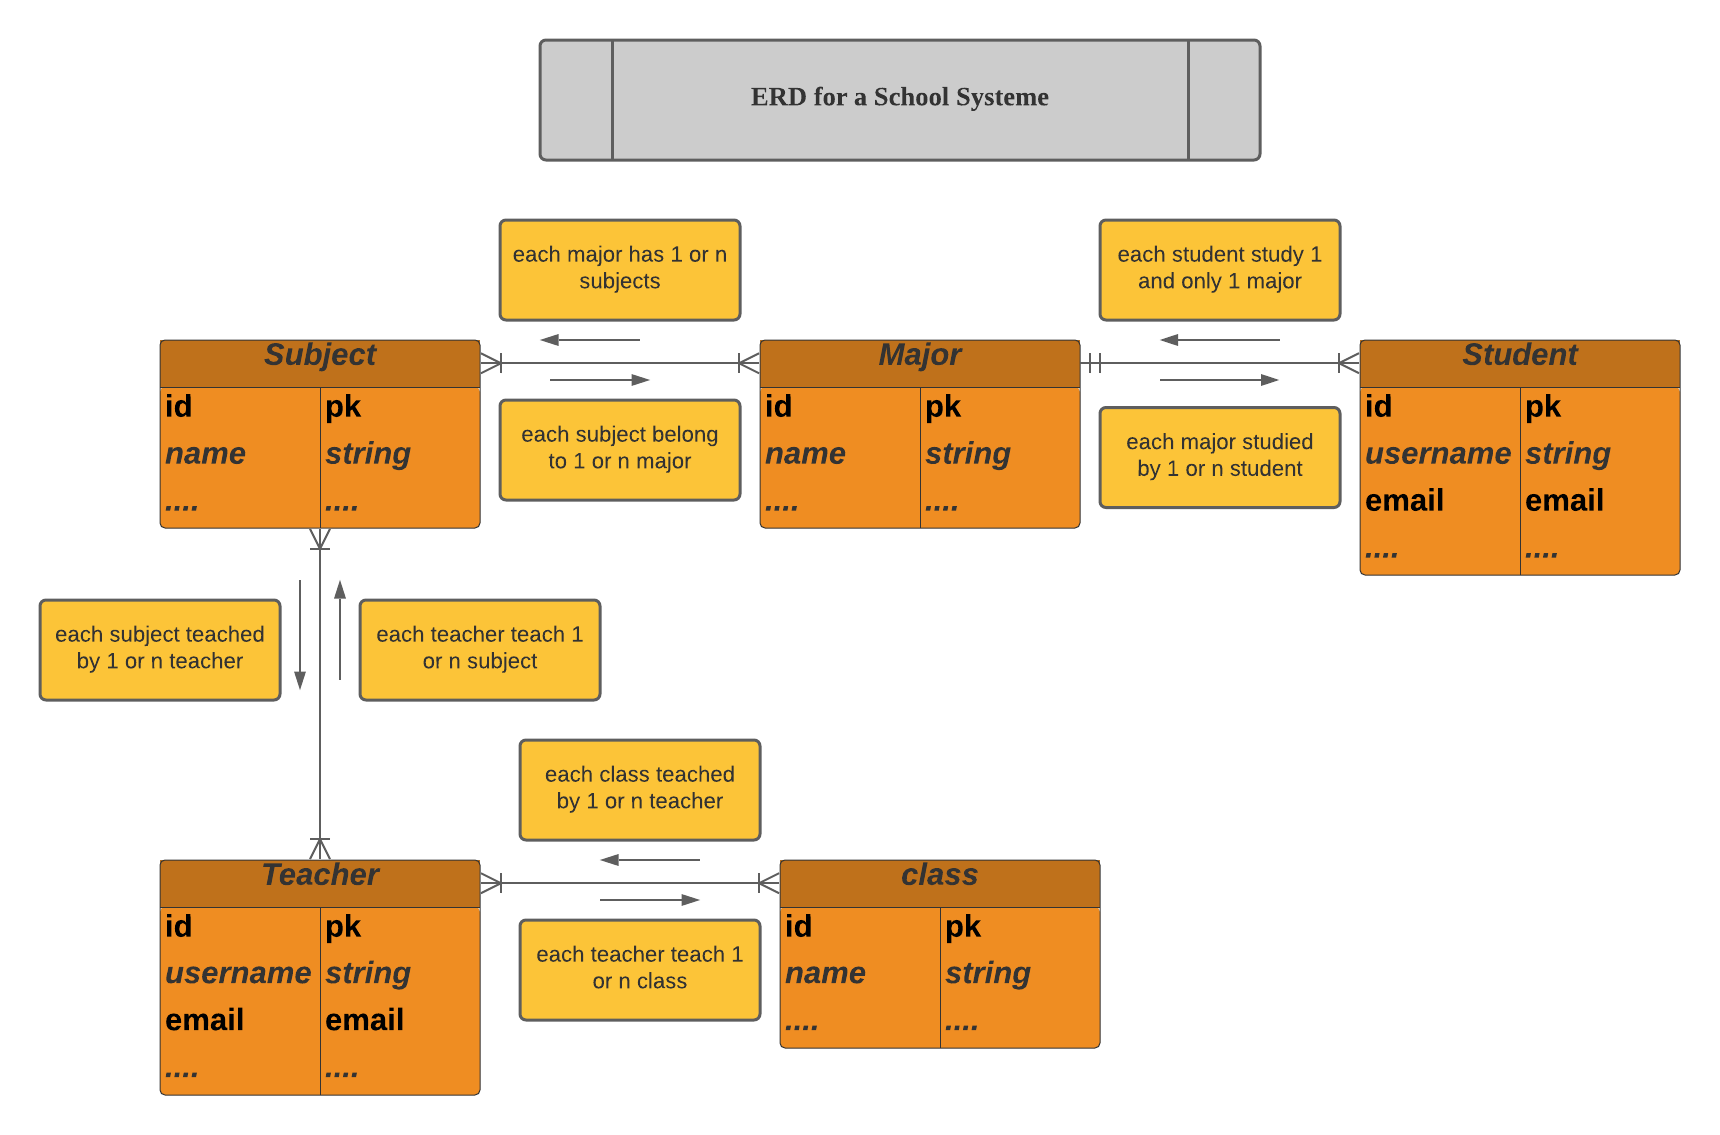 ERD for a School Systeme
each major has 1 or n
subjects
each student study 1
and only 1 major
Subject
id pk
name string
.... ....
each subject belong
to 1 or n major
Major
id pk
name string
.... ....
each major studied
by 1 or n student
Student
id pk
username string
email email
.... ....
each subject teached
by 1 or n teacher
each teacher teach 1
or n subject
each class teached
by 1 or n teacher
Teacher
id pk
username string
email email
.... ....
each teacher teach 1
or n class
class
id pk
name string
.... ....